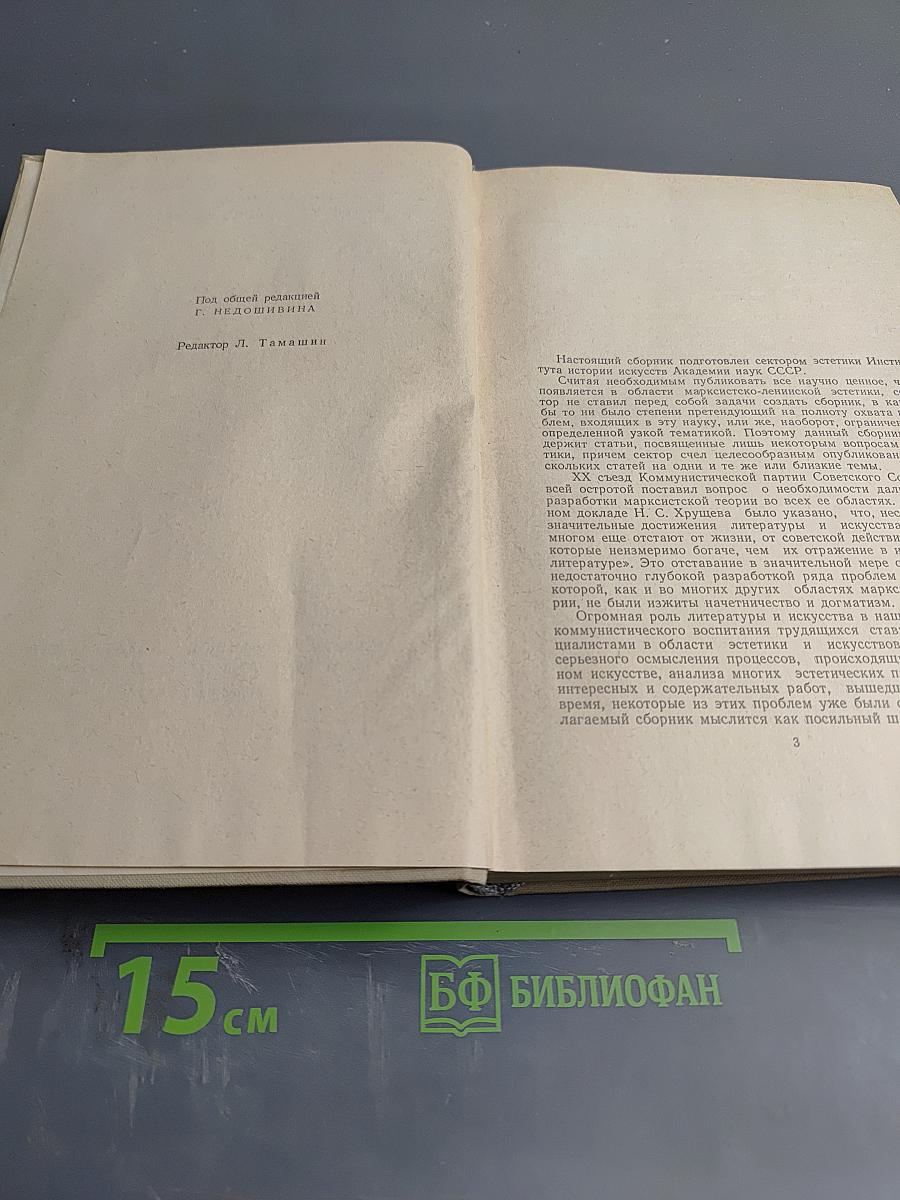 Под общей редакцией
Г. НЕДОШИВИНА
Редактор Л. Тамашин
Настоящий сборник подготовлен сектором эстетики Инсти
тута истории искусств Академии наук СССР.
Считая необходимым публиковать все научно ценное, ч
появляется в области марксистско-ленинской эстетики, се
тор не ставил перед собой задачи создать сборник, в как
бы то ни было степени претендующий на полноту охвата п
блем, входящих в эту науку, или же, наоборот, ограничен
определенной узкой тематикой. Поэтому данный сборник
держит статьи, посвященные лишь некоторым вопросам
тики, причем сектор счел целесообразным опубликован
скольких статей на одни и те же или близкие темы.
XX съезд Коммунистической партии Советского Со
всей остротой поставил вопрос о необходимости дал
разработки марксистской теории во всех ее областях.
ном докладе Н. С. Хрущева было указано, что, нес
значительные достижения литературы и искусства
многом еще отстают от жизни, от советской действи
которые неизмеримо богаче, чем их отражение в и
литературе». Это отставание в значительной мере о
недостаточно глубокой разработкой ряда проблем
которой, как и во многих других областях маркс
рии, не были изжиты начетничество и догматизм.
Огромная роль литературы и искусства в наш
коммунистического воспитания трудящихся став
циалистами в области эстетики и искусствов
серьезного осмысления процессов, происходящ
ном искусстве, анализа многих эстетических п
интересных и содержательных работ, вышедш
время, некоторые из этих проблем уже были о
лагаемый сборник мыслится как посильный ш
3
15 см
БФ БИБЛИОФАН